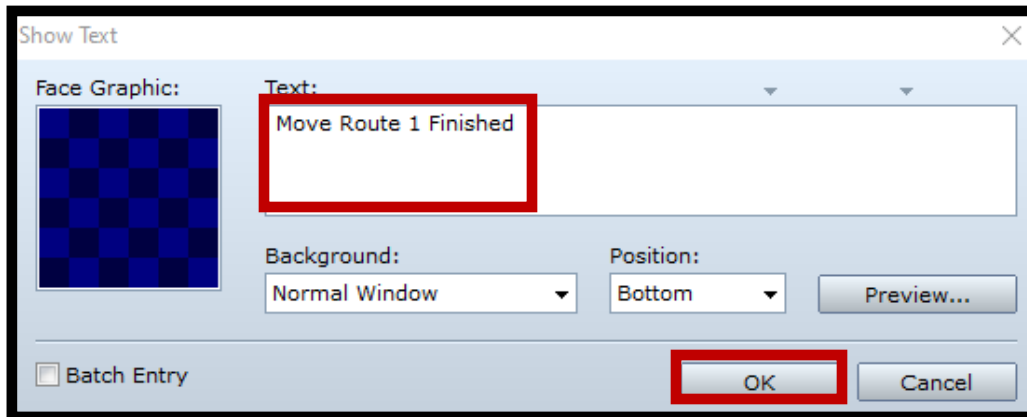 Show Text
Face Graphic:
Text:
Move Route 1 Finished
Background:
Position:
Normal Window
Bottom
Preview...
Batch Entry
OK
Cancel